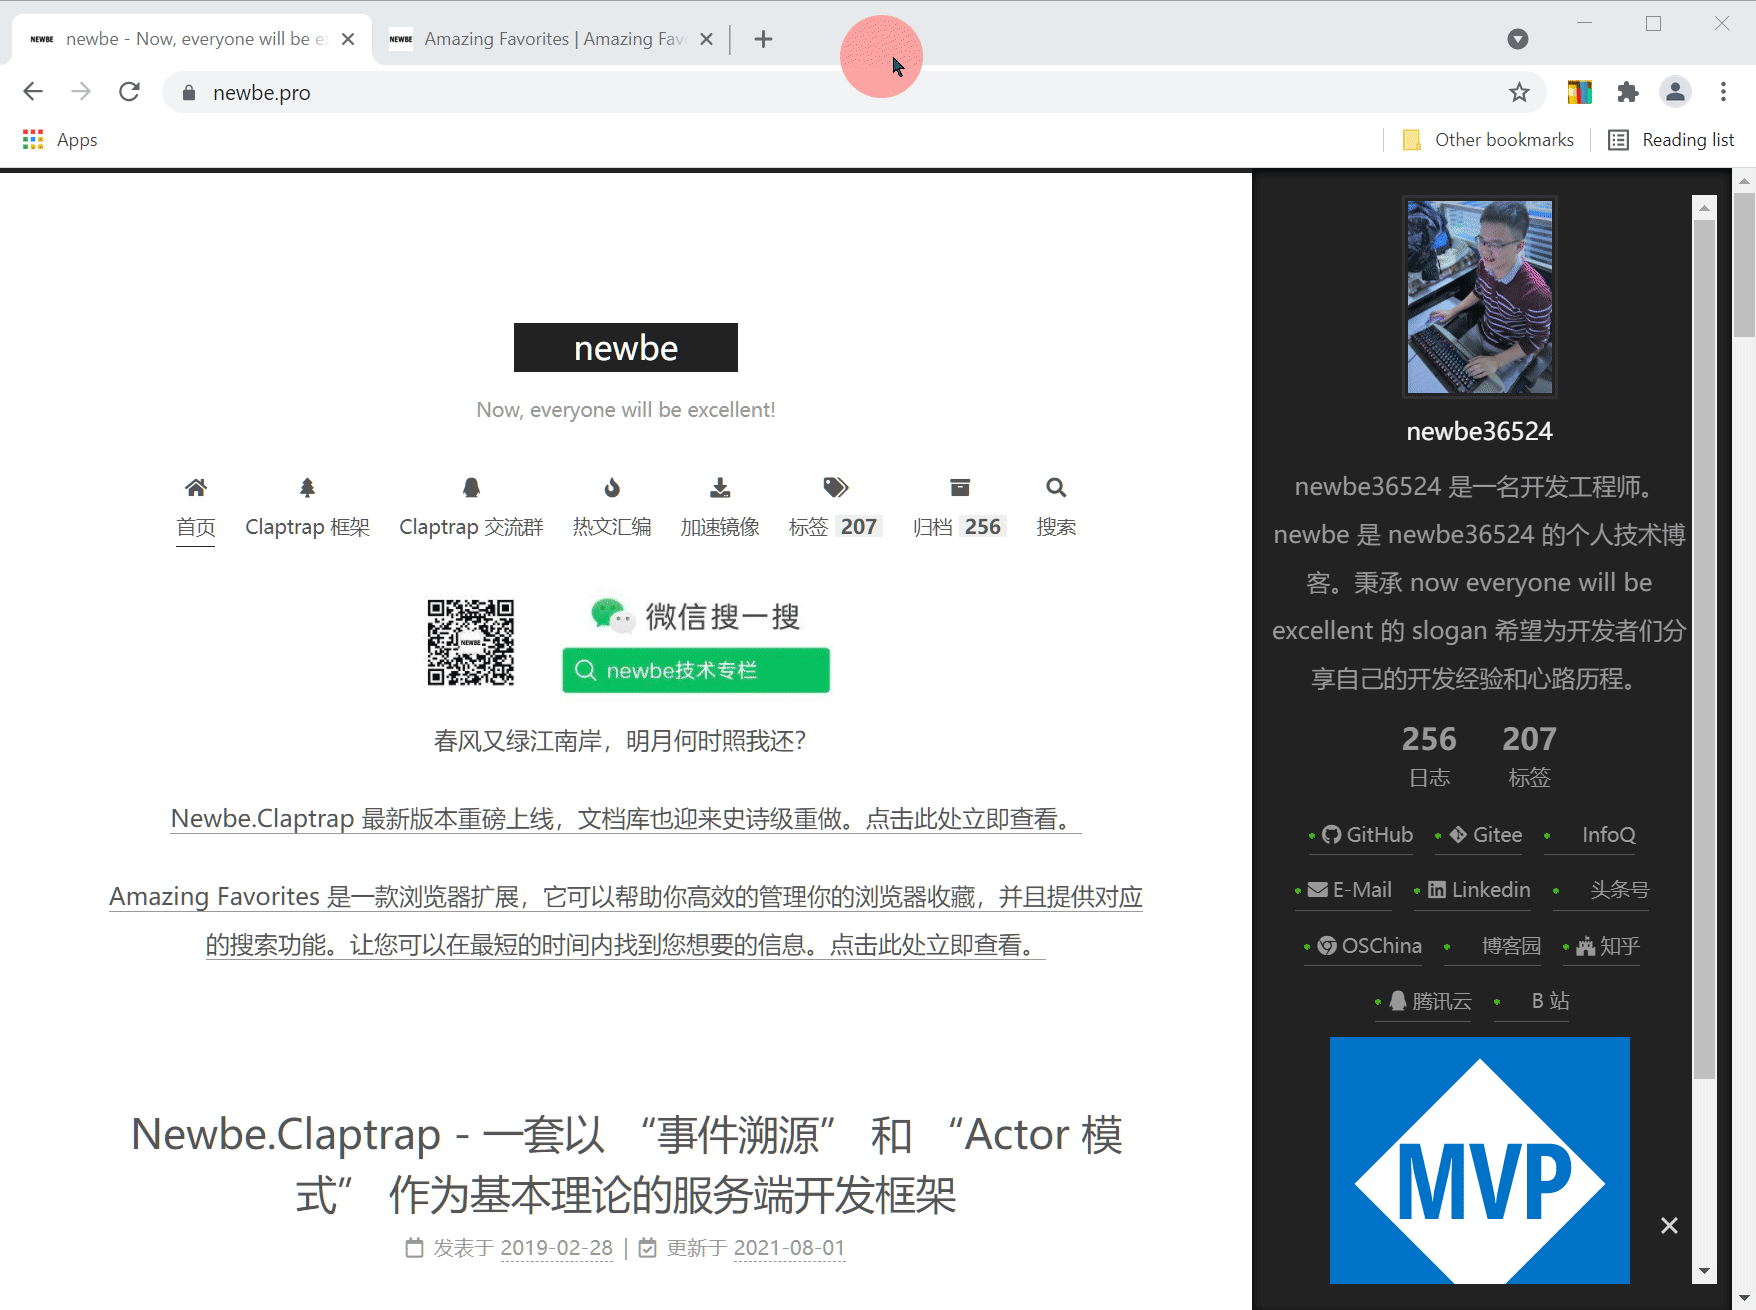 NEWBE newbe - Now, everyone will be e
NEWBE Amazing Favorites | Amazing Fav
newbe.pro
Apps
Other bookmarks
Reading list
newbe
Now, everyone will be excellent!
首页
Claptrap 框架
Claptrap 交流群
热文汇编
加速镜像
标签 207
归档 256
搜索
NEWBE
微信搜一搜
newbe技术专栏
春风又绿江南岸，明月何时照我还？
Newbe.Claptrap 最新版本重磅上线，文档库也迎来史诗级重做。点击此处立即查看。
Amazing Favorites 是一款浏览器扩展，它可以帮助你高效的管理你的浏览器收藏，并且提供对应
的搜索功能。让您可以在最短的时间内找到您想要的信息。点击此处立即查看。
Newbe.Claptrap - 一套以 “事件溯源” 和 “Actor 模
式” 作为基本理论的服务端开发框架
发表于 2019-02-28 | 更新于 2021-08-01
newbe36524
newbe36524 是一名开发工程师。
newbe 是 newbe36524 的个人技术博
客。秉承 now everyone will be
excellent 的 slogan 希望为开发者们分
享自己的开发经验和心路历程。
256 207
日志 标签
GitHub Gitee InfoQ
E-Mail Linkedin 头条号
OSChina 博客园 知乎
腾讯云 B 站
MVP